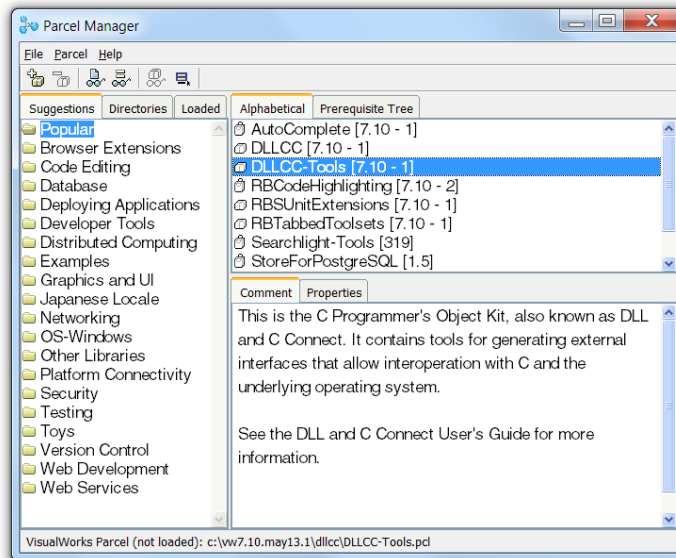 Parcel Manager
File Parcel Help
Suggestions Directories Loaded
Popular
Browser Extensions
Code Editing
Database
Deploying Applications
Developer Tools
Distributed Computing
Examples
Graphics and UI
Japanese Locale
Networking
OS-Windows
Other Libraries
Platform Connectivity
Security
Testing
Toys
Version Control
Web Development
Web Services
Alphabetical Prerequisite Tree
AutoComplete [7.10 - 1]
DLLCC [7.10 - 1]
DLLCC-Tools [7.10 - 1]
RBCodeHighlighting [7.10 - 2]
RBSUnitExtensions [7.10 - 1]
RBTabbedToolsets [7.10 - 1]
Searchlight-Tools [319]
StoreForPostgreSQL [1.5]
Comment Properties
This is the C Programmer's Object Kit, also known as DLL
and C Connect. It contains tools for generating external
interfaces that allow interoperation with C and the
underlying operating system.
See the DLL and C Connect User's Guide for more
information.
VisualWorks Parcel (not loaded): c:\vw7.10.may13.1\dllcc\DLLCC-Tools.pcl